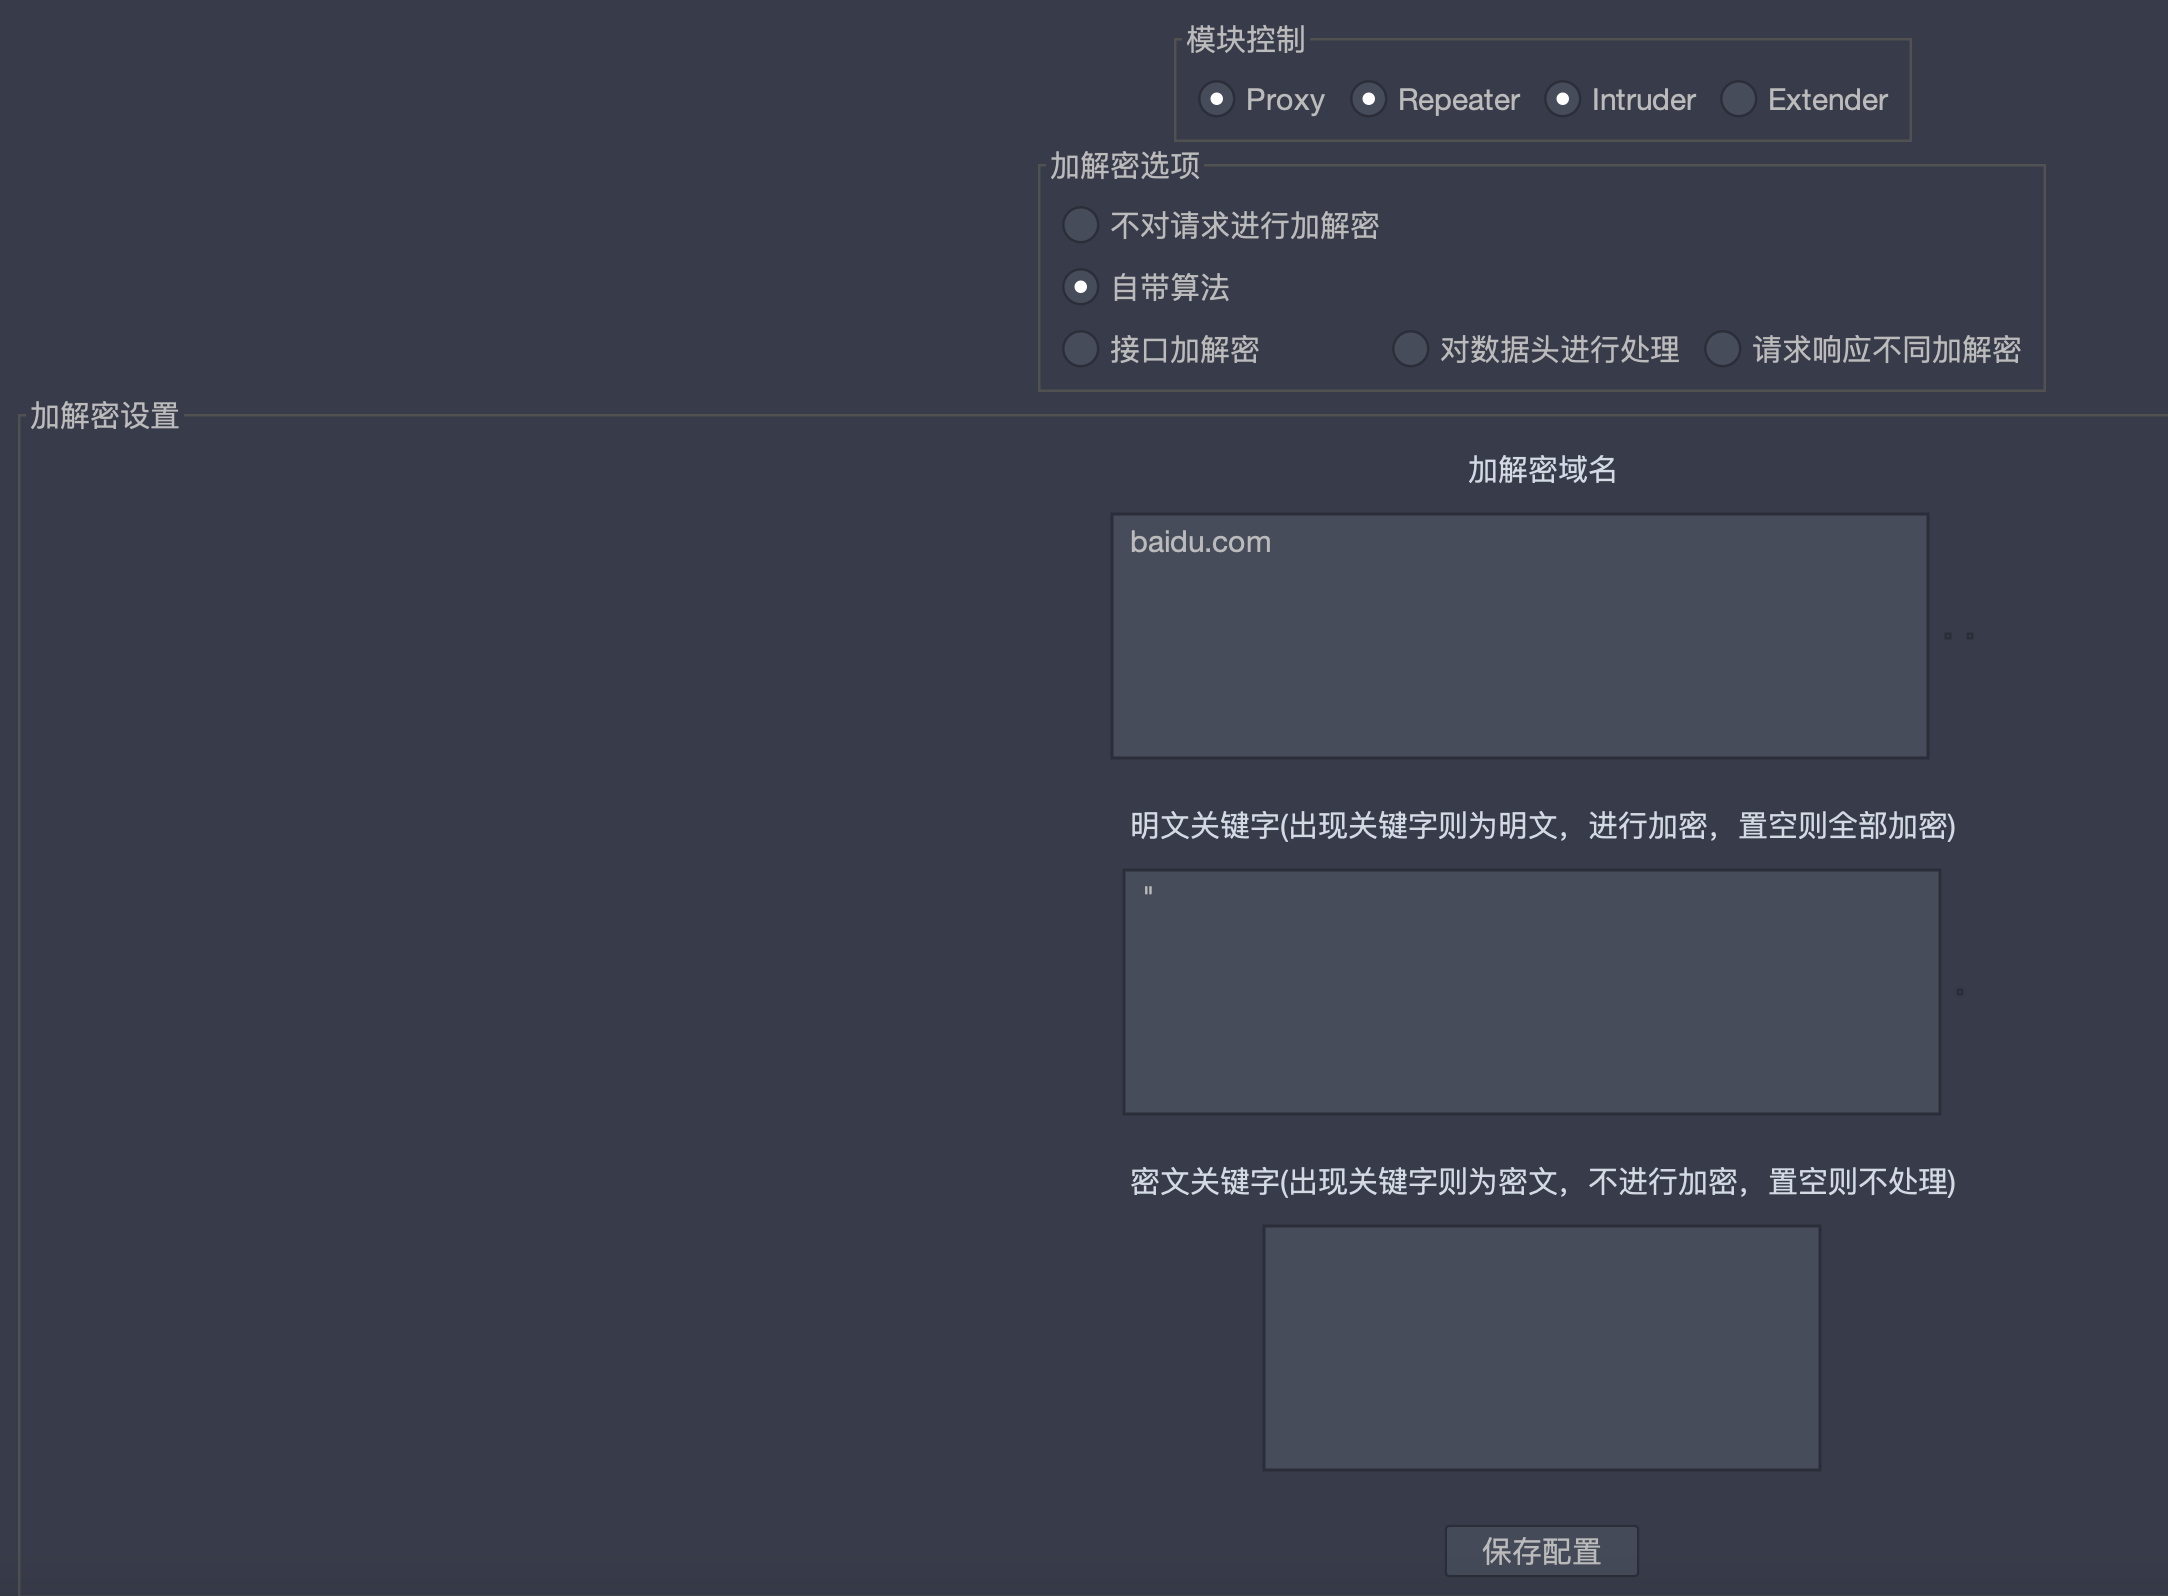 模块控制
Proxy Repeater Intruder Extender
加解密选项
不对请求进行加解密
自带算法
接口加解密 对数据头进行处理 请求响应不同加解密
加解密设置
加解密域名
baidu.com
明文关键字(出现关键字则为明文，进行加密，置空则全部加密)
"
密文关键字(出现关键字则为密文，不进行加密，置空则不处理)
保存配置